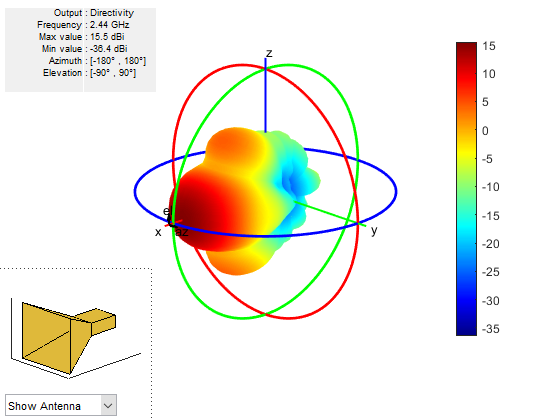 Output : Directivity
Frequency : 2.44 GHz
Max value : 15.5 dBi
Min value : -36.4 dBi
Azimuth : [-180° , 180°]
Elevation : [-90° , 90°]
z
x
y
15
10
5
0
-5
-10
-15
-20
-25
-30
-35
Show Antenna